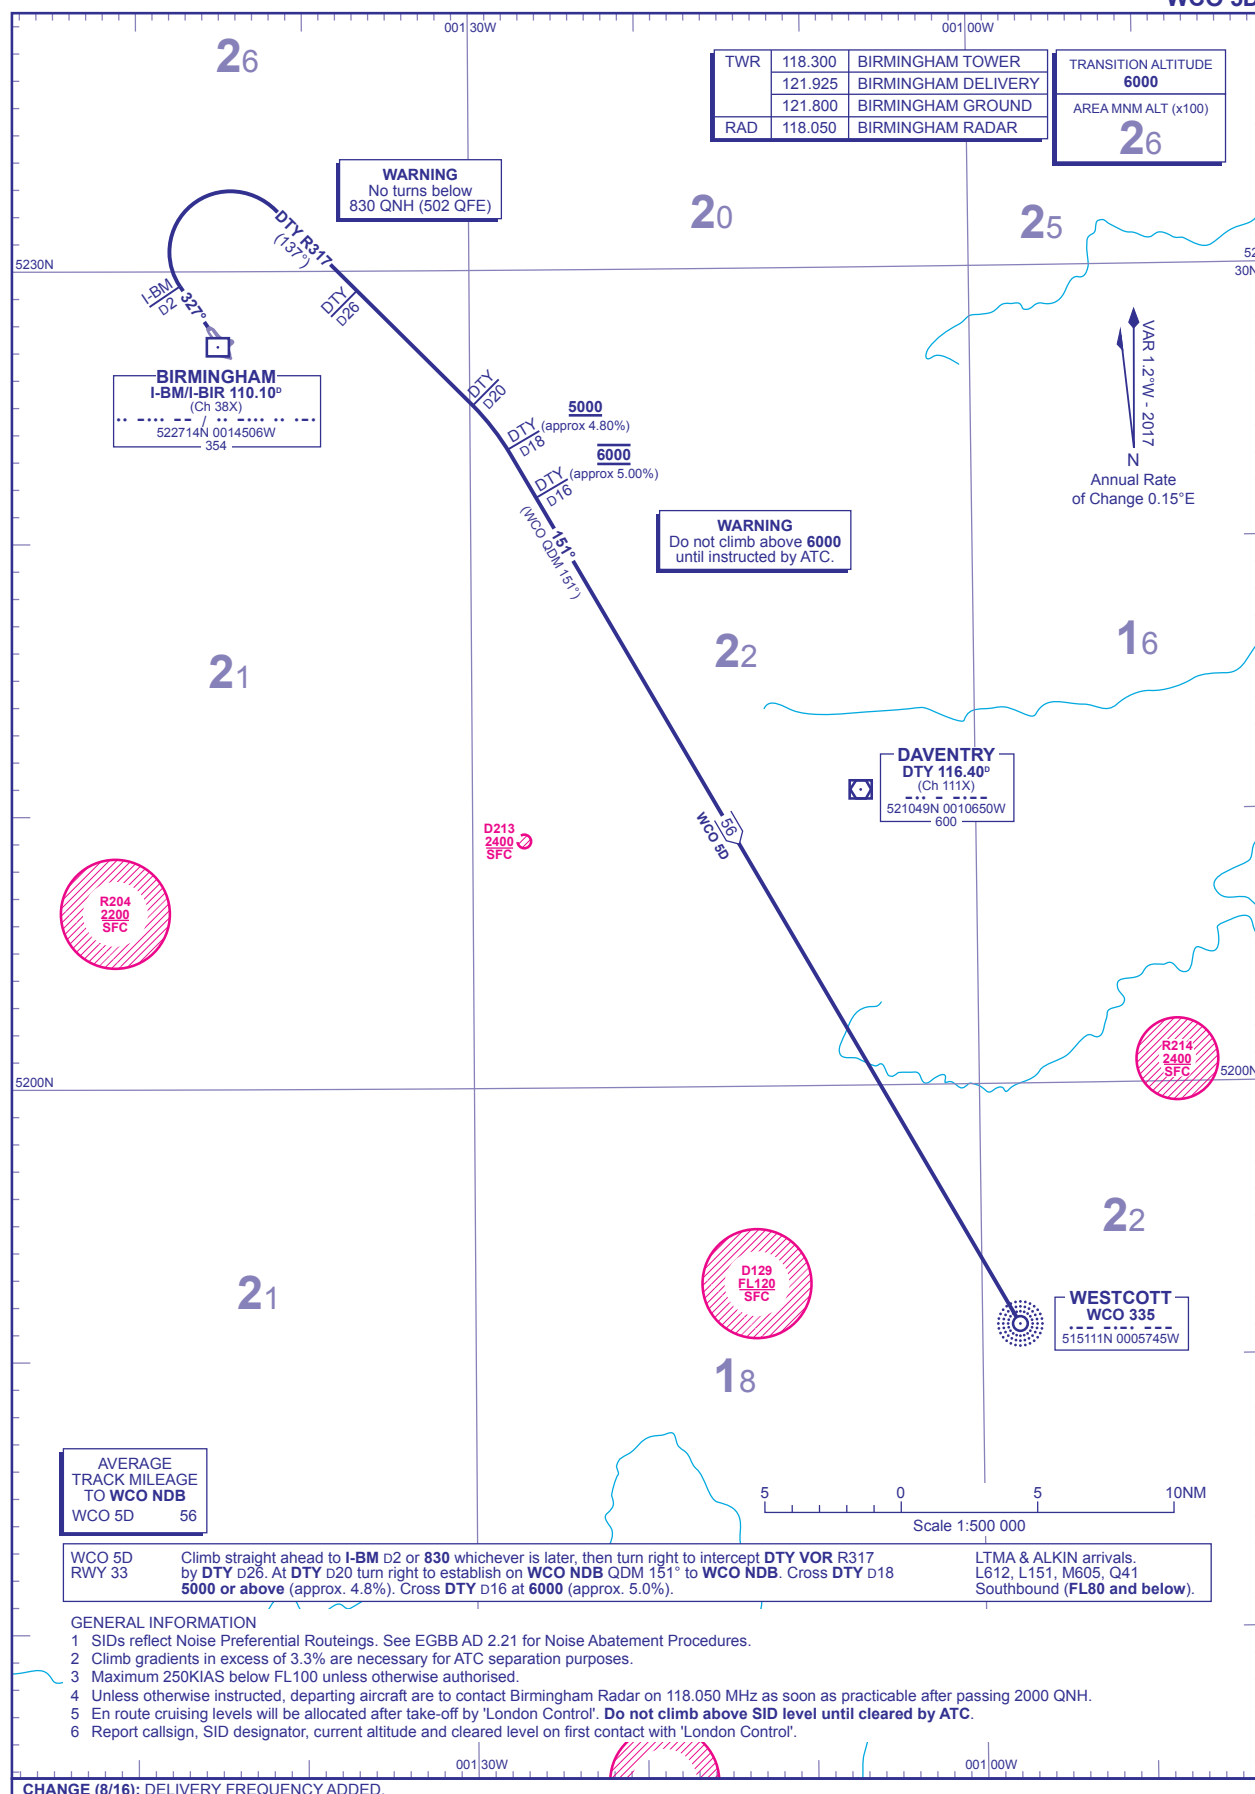 WCO 5D
001°30'W
001°00'W
26
TWR 118.300 BIRMINGHAM TOWER
121.925 BIRMINGHAM DELIVERY
121.800 BIRMINGHAM GROUND
RAD 118.050 BIRMINGHAM RADAR
TRANSITION ALTITUDE
6000
AREA MNM ALT (x100)
26
WARNING
No turns below
830 QNH (502 QFE)
20
25
DTY R317
(137°)
5230N
30N
I-BM
D2
327°
DTY
D26
BIRMINGHAM
I-BM/I-BIR 110.10ᴰ
(Ch 38X)
·· -···  -- / ·· -··· ·· ·-·
522714N 0014506W
354
VAR 1.2°W - 2017
N
Annual Rate
of Change 0.15°E
DTY
D20
5000
(approx 4.80%)
DTY
D18
6000
(approx 5.00%)
DTY
D16
151°
(WCO QDM 151°)
WARNING
Do not climb above 6000
until instructed by ATC.
21
22
16
DAVENTRY
DTY 116.40ᴰ
(Ch 111X)
-·· - -·--
521049N 0010650W
600
56
WCO 5D
D213
2400
SFC
R204
2200
SFC
R214
2400
SFC
5200N
5200N
22
21
D129
FL120
SFC
WESTCOTT
WCO 335
·-- -·-· ---
515111N 0005745W
18
AVERAGE
TRACK MILEAGE
TO WCO NDB
WCO 5D 56
5 0 5 10NM
Scale 1:500 000
WCO 5D
RWY 33
Climb straight ahead to I-BM D2 or 830 whichever is later, then turn right to intercept DTY VOR R317
by DTY D26. At DTY D20 turn right to establish on WCO NDB QDM 151° to WCO NDB. Cross DTY D18
5000 or above (approx. 4.8%). Cross DTY D16 at 6000 (approx. 5.0%).
LTMA & ALKIN arrivals.
L612, L151, M605, Q41
Southbound (FL80 and below).
GENERAL INFORMATION
1 SIDs reflect Noise Preferential Routeings. See EGBB AD 2.21 for Noise Abatement Procedures.
2 Climb gradients in excess of 3.3% are necessary for ATC separation purposes.
3 Maximum 250KIAS below FL100 unless otherwise authorised.
4 Unless otherwise instructed, departing aircraft are to contact Birmingham Radar on 118.050 MHz as soon as practicable after passing 2000 QNH.
5 En route cruising levels will be allocated after take-off by 'London Control'. Do not climb above SID level until cleared by ATC.
6 Report callsign, SID designator, current altitude and cleared level on first contact with 'London Control'.
001°30'W
001°00'W
CHANGE (8/16): DELIVERY FREQUENCY ADDED.